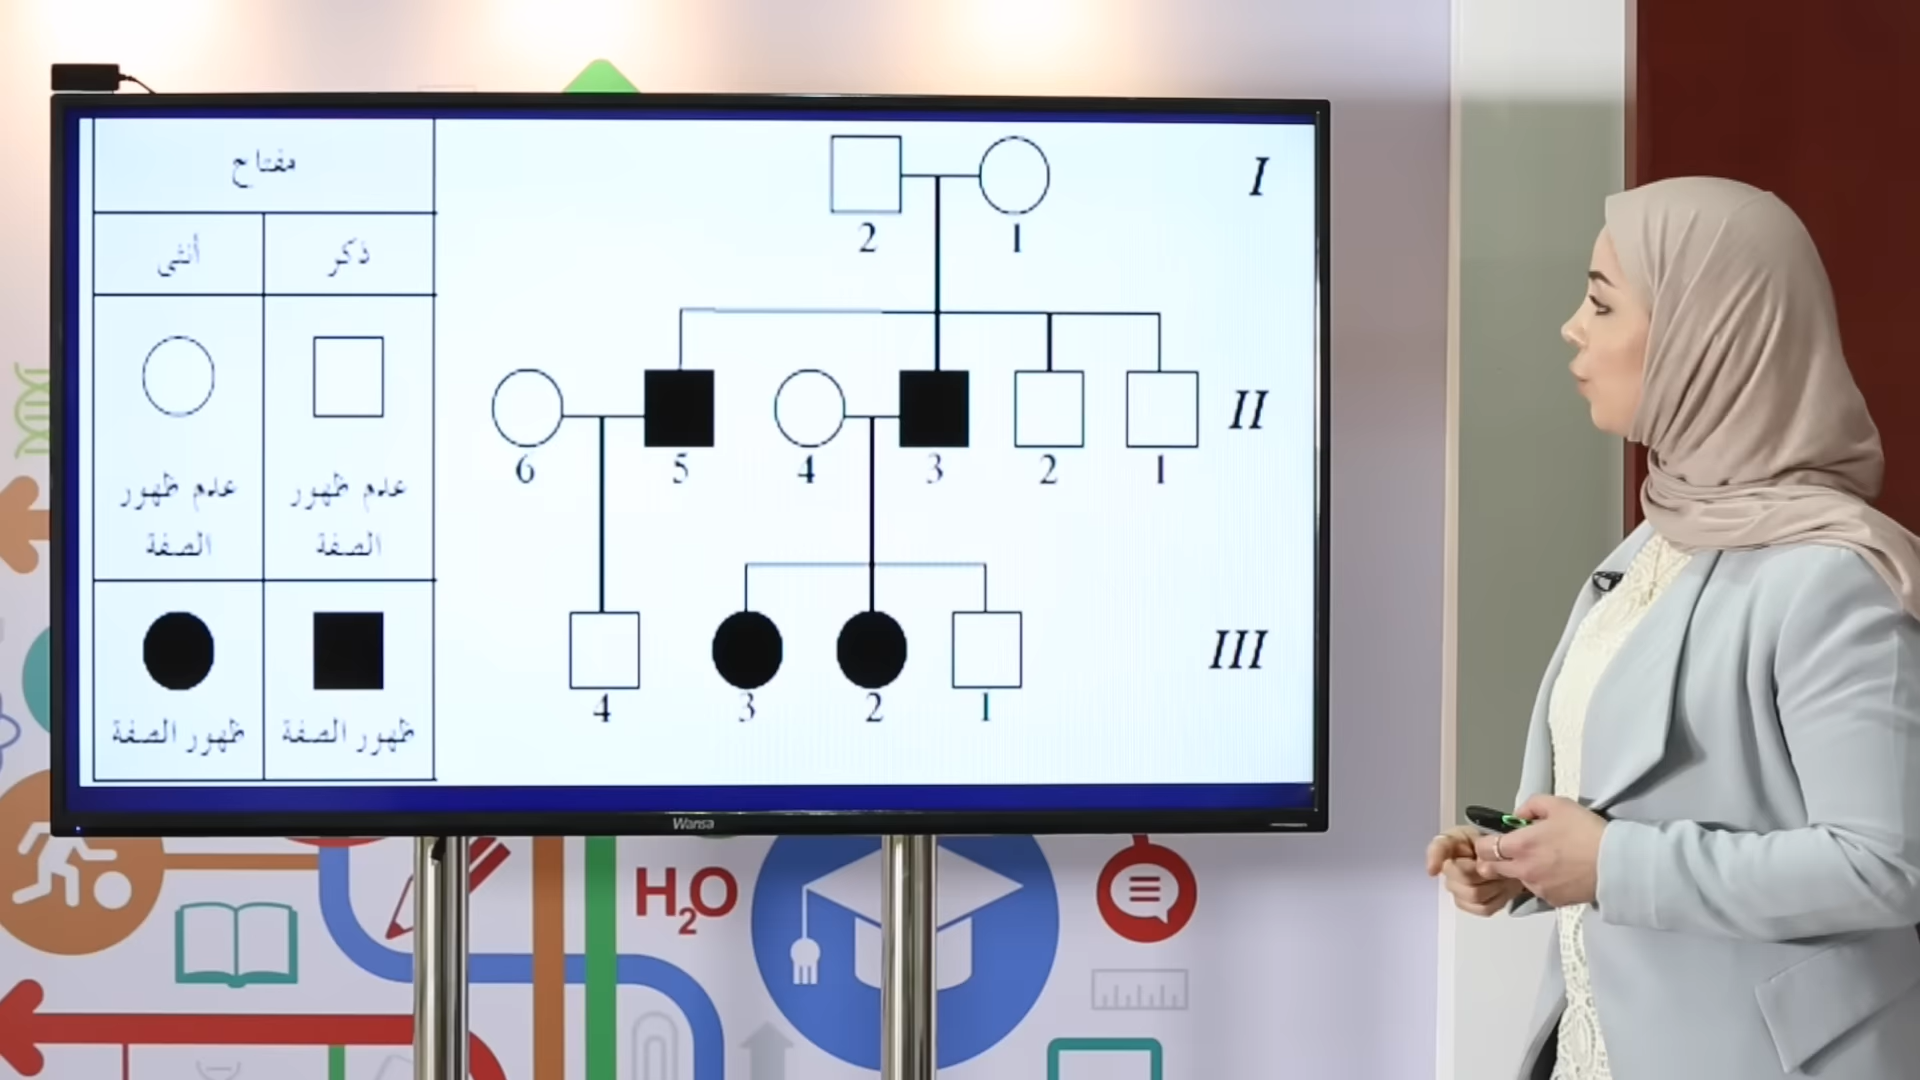 مفتاح
ذكر
أنثى
عدم ظهور
الصفة
عدم ظهور
الصفة
ظهور الصفة
ظهور الصفة
I
2
1
II
6
5
4
3
2
1
III
4
3
2
1
Wansa
H2O